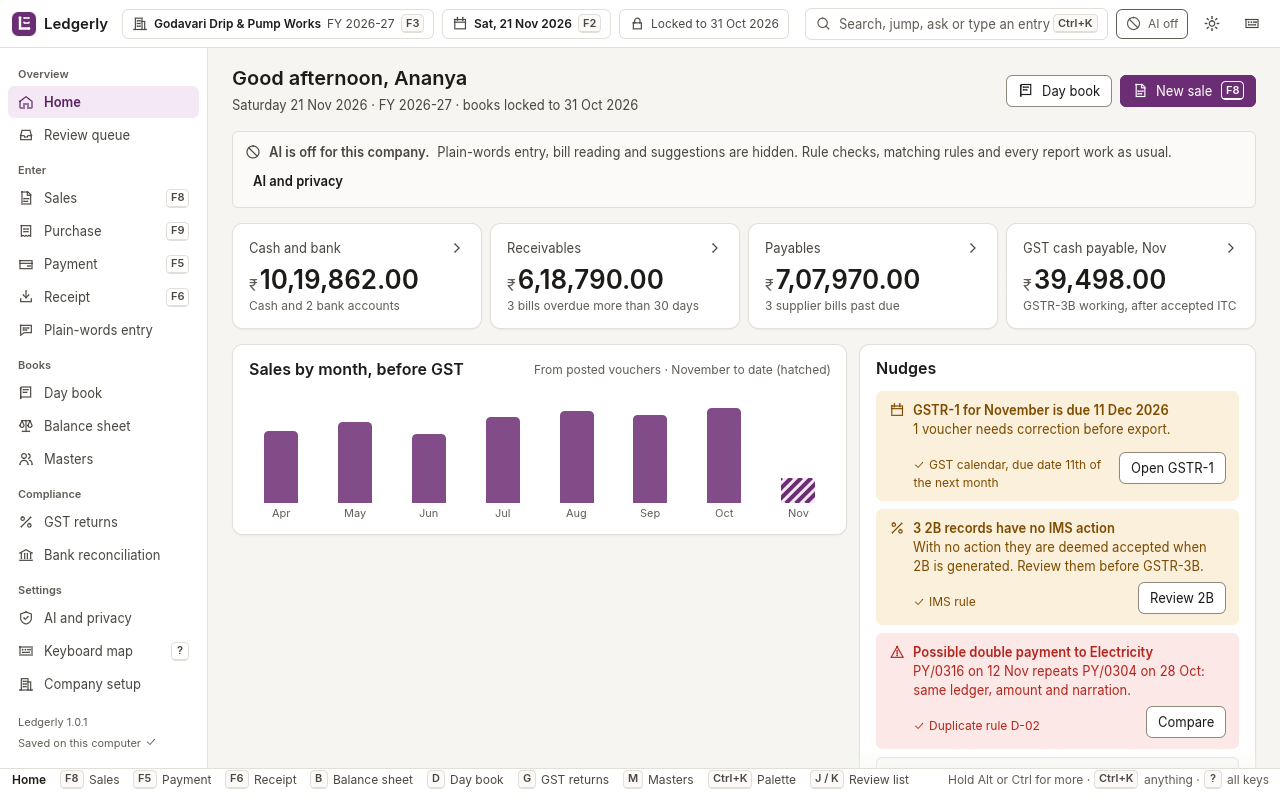 Ledgerly
Godavari Drip & Pump Works FY 2026-27 F3
Sat, 21 Nov 2026 F2
Locked to 31 Oct 2026
Search, jump, ask or type an entry Ctrl+K
AI off
Overview
Home
Review queue
Enter
Sales F8
Purchase F9
Payment F5
Receipt F6
Plain-words entry
Books
Day book
Balance sheet
Masters
Compliance
GST returns
Bank reconciliation
Settings
AI and privacy
Keyboard map ?
Company setup
Ledgerly 1.0.1
Saved on this computer
Good afternoon, Ananya
Saturday 21 Nov 2026 · FY 2026-27 · books locked to 31 Oct 2026
Day book
New sale F8
AI is off for this company. Plain-words entry, bill reading and suggestions are hidden. Rule checks, matching rules and every report work as usual.
AI and privacy
Cash and bank
₹10,19,862.00
Cash and 2 bank accounts
Receivables
₹6,18,790.00
3 bills overdue more than 30 days
Payables
₹7,07,970.00
3 supplier bills past due
GST cash payable, Nov
₹39,498.00
GSTR-3B working, after accepted ITC
Sales by month, before GST
From posted vouchers · November to date (hatched)
Apr May Jun Jul Aug Sep Oct Nov
Nudges
GSTR-1 for November is due 11 Dec 2026
1 voucher needs correction before export.
✓ GST calendar, due date 11th of
the next month
Open GSTR-1
3 2B records have no IMS action
With no action they are deemed accepted when
2B is generated. Review them before GSTR-3B.
✓ IMS rule
Review 2B
Possible double payment to Electricity
PY/0316 on 12 Nov repeats PY/0304 on 28 Oct:
same ledger, amount and narration.
✓ Duplicate rule D-02
Compare
Home F8 Sales F5 Payment F6 Receipt B Balance sheet D Day book G GST returns M Masters Ctrl+K Palette J / K Review list Hold Alt or Ctrl for more · Ctrl+K anything · ? all keys